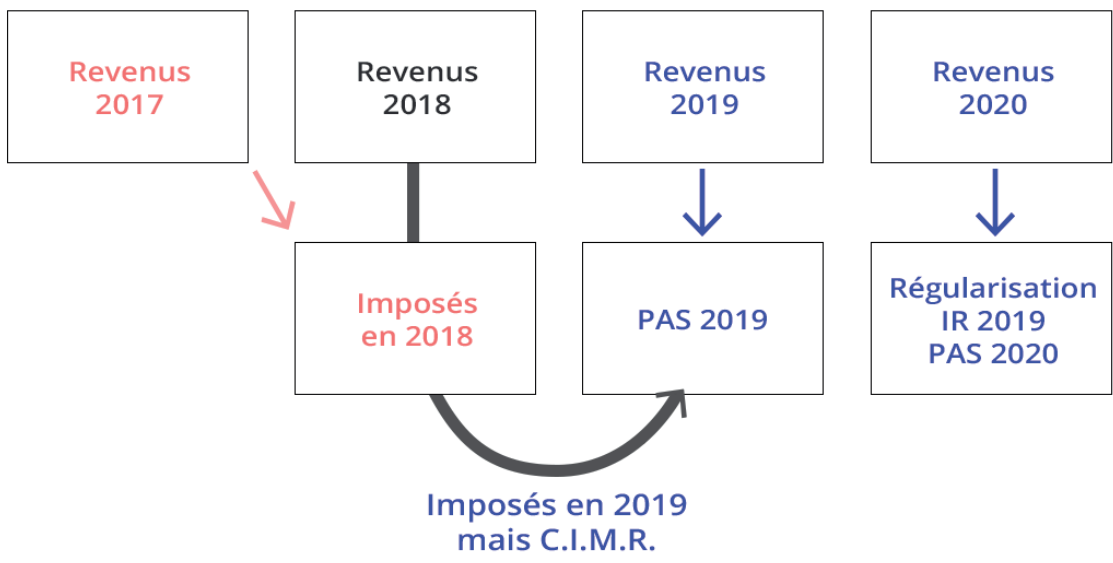 Revenus
2017
Revenus
2018
Revenus
2019
Revenus
2020
Imposés
en 2018
PAS 2019
Régularisation
IR 2019
PAS 2020
Imposés en 2019
mais C.I.M.R.